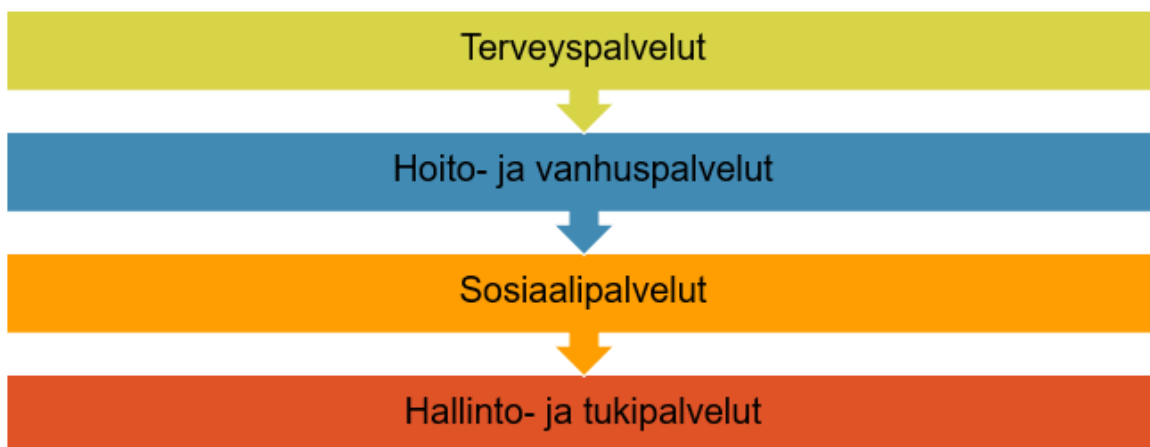 Terveyspalvelut
Hoito- ja vanhuspalvelut
Sosiaalipalvelut
Hallinto- ja tukipalvelut